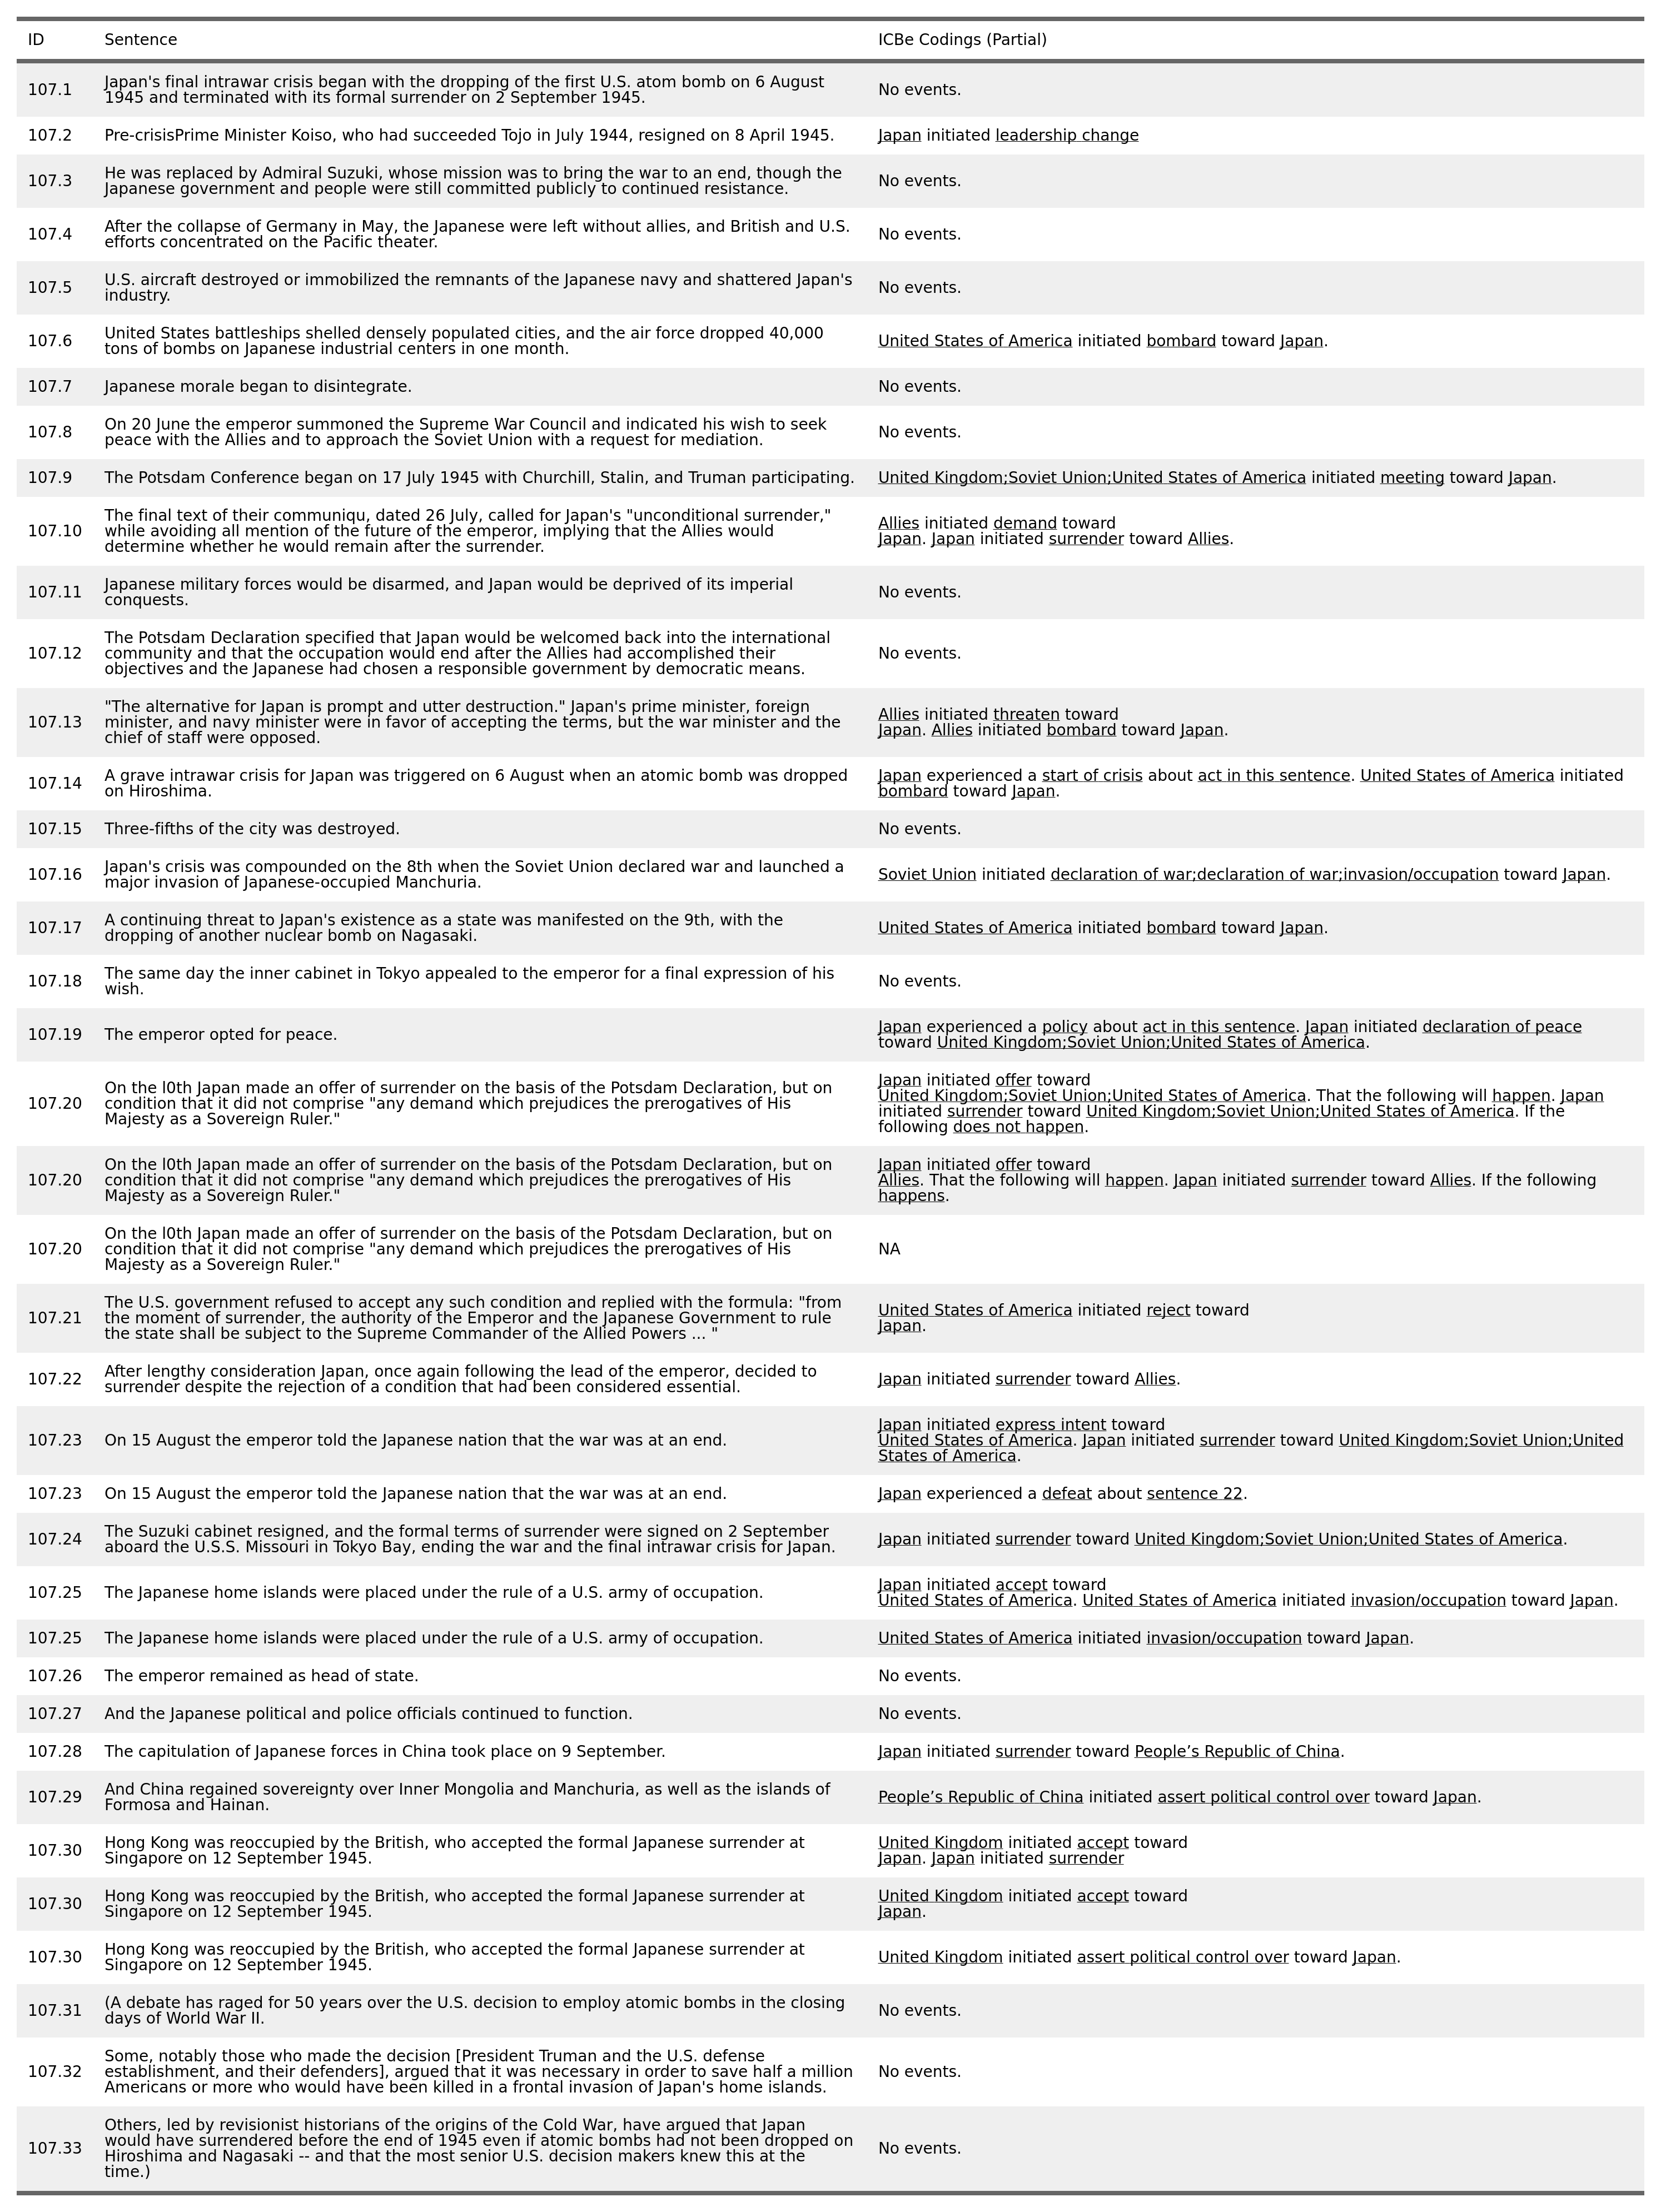 ID Sentence ICBe Codings (Partial)
107.1 Japan's final intrawar crisis began with the dropping of the first U.S. atom bomb on 6 August
1945 and terminated with its formal surrender on 2 September 1945.
No events.
107.2 Pre-crisisPrime Minister Koiso, who had succeeded Tojo in July 1944, resigned on 8 April 1945.
Japan initiated leadership change
107.3 He was replaced by Admiral Suzuki, whose mission was to bring the war to an end, though the
Japanese government and people were still committed publicly to continued resistance.
No events.
107.4 After the collapse of Germany in May, the Japanese were left without allies, and British and U.S.
efforts concentrated on the Pacific theater.
No events.
107.5 U.S. aircraft destroyed or immobilized the remnants of the Japanese navy and shattered Japan's
industry.
No events.
107.6 United States battleships shelled densely populated cities, and the air force dropped 40,000
tons of bombs on Japanese industrial centers in one month.
United States of America initiated bombard toward Japan.
107.7 Japanese morale began to disintegrate.
No events.
107.8 On 20 June the emperor summoned the Supreme War Council and indicated his wish to seek
peace with the Allies and to approach the Soviet Union with a request for mediation.
No events.
107.9 The Potsdam Conference began on 17 July 1945 with Churchill, Stalin, and Truman participating.
United Kingdom;Soviet Union;United States of America initiated meeting toward Japan.
107.10 The final text of their communiqu, dated 26 July, called for Japan's "unconditional surrender,"
while avoiding all mention of the future of the emperor, implying that the Allies would
determine whether he would remain after the surrender.
Allies initiated demand toward
Japan. Japan initiated surrender toward Allies.
107.11 Japanese military forces would be disarmed, and Japan would be deprived of its imperial
conquests.
No events.
107.12 The Potsdam Declaration specified that Japan would be welcomed back into the international
community and that the occupation would end after the Allies had accomplished their
objectives and the Japanese had chosen a responsible government by democratic means.
No events.
107.13 "The alternative for Japan is prompt and utter destruction." Japan's prime minister, foreign
minister, and navy minister were in favor of accepting the terms, but the war minister and the
chief of staff were opposed.
Allies initiated threaten toward
Japan. Allies initiated bombard toward Japan.
107.14 A grave intrawar crisis for Japan was triggered on 6 August when an atomic bomb was dropped
on Hiroshima.
Japan experienced a start of crisis about act in this sentence. United States of America initiated
bombard toward Japan.
107.15 Three-fifths of the city was destroyed.
No events.
107.16 Japan's crisis was compounded on the 8th when the Soviet Union declared war and launched a
major invasion of Japanese-occupied Manchuria.
Soviet Union initiated declaration of war;declaration of war;invasion/occupation toward Japan.
107.17 A continuing threat to Japan's existence as a state was manifested on the 9th, with the
dropping of another nuclear bomb on Nagasaki.
United States of America initiated bombard toward Japan.
107.18 The same day the inner cabinet in Tokyo appealed to the emperor for a final expression of his
wish.
No events.
107.19 The emperor opted for peace.
Japan experienced a policy about act in this sentence. Japan initiated declaration of peace
toward United Kingdom;Soviet Union;United States of America.
107.20 On the l0th Japan made an offer of surrender on the basis of the Potsdam Declaration, but on
condition that it did not comprise "any demand which prejudices the prerogatives of His
Majesty as a Sovereign Ruler."
Japan initiated offer toward
United Kingdom;Soviet Union;United States of America. That the following will happen. Japan
initiated surrender toward United Kingdom;Soviet Union;United States of America. If the
following does not happen.
107.20 On the l0th Japan made an offer of surrender on the basis of the Potsdam Declaration, but on
condition that it did not comprise "any demand which prejudices the prerogatives of His
Majesty as a Sovereign Ruler."
Japan initiated offer toward
Allies. That the following will happen. Japan initiated surrender toward Allies. If the following
happens.
107.20 On the l0th Japan made an offer of surrender on the basis of the Potsdam Declaration, but on
condition that it did not comprise "any demand which prejudices the prerogatives of His
Majesty as a Sovereign Ruler."
NA
107.21 The U.S. government refused to accept any such condition and replied with the formula: "from
the moment of surrender, the authority of the Emperor and the Japanese Government to rule
the state shall be subject to the Supreme Commander of the Allied Powers ... "
United States of America initiated reject toward
Japan.
107.22 After lengthy consideration Japan, once again following the lead of the emperor, decided to
surrender despite the rejection of a condition that had been considered essential.
Japan initiated surrender toward Allies.
107.23 On 15 August the emperor told the Japanese nation that the war was at an end.
Japan initiated express intent toward
United States of America. Japan initiated surrender toward United Kingdom;Soviet Union;United
States of America.
107.23 On 15 August the emperor told the Japanese nation that the war was at an end.
Japan experienced a defeat about sentence 22.
107.24 The Suzuki cabinet resigned, and the formal terms of surrender were signed on 2 September
aboard the U.S.S. Missouri in Tokyo Bay, ending the war and the final intrawar crisis for Japan.
Japan initiated surrender toward United Kingdom;Soviet Union;United States of America.
107.25 The Japanese home islands were placed under the rule of a U.S. army of occupation.
Japan initiated accept toward
United States of America. United States of America initiated invasion/occupation toward Japan.
107.25 The Japanese home islands were placed under the rule of a U.S. army of occupation.
United States of America initiated invasion/occupation toward Japan.
107.26 The emperor remained as head of state.
No events.
107.27 And the Japanese political and police officials continued to function.
No events.
107.28 The capitulation of Japanese forces in China took place on 9 September.
Japan initiated surrender toward People’s Republic of China.
107.29 And China regained sovereignty over Inner Mongolia and Manchuria, as well as the islands of
Formosa and Hainan.
People’s Republic of China initiated assert political control over toward Japan.
107.30 Hong Kong was reoccupied by the British, who accepted the formal Japanese surrender at
Singapore on 12 September 1945.
United Kingdom initiated accept toward
Japan. Japan initiated surrender
107.30 Hong Kong was reoccupied by the British, who accepted the formal Japanese surrender at
Singapore on 12 September 1945.
United Kingdom initiated accept toward
Japan.
107.30 Hong Kong was reoccupied by the British, who accepted the formal Japanese surrender at
Singapore on 12 September 1945.
United Kingdom initiated assert political control over toward Japan.
107.31 (A debate has raged for 50 years over the U.S. decision to employ atomic bombs in the closing
days of World War II.
No events.
107.32 Some, notably those who made the decision [President Truman and the U.S. defense
establishment, and their defenders], argued that it was necessary in order to save half a million
Americans or more who would have been killed in a frontal invasion of Japan's home islands.
No events.
107.33 Others, led by revisionist historians of the origins of the Cold War, have argued that Japan
would have surrendered before the end of 1945 even if atomic bombs had not been dropped on
Hiroshima and Nagasaki -- and that the most senior U.S. decision makers knew this at the
time.)
No events.